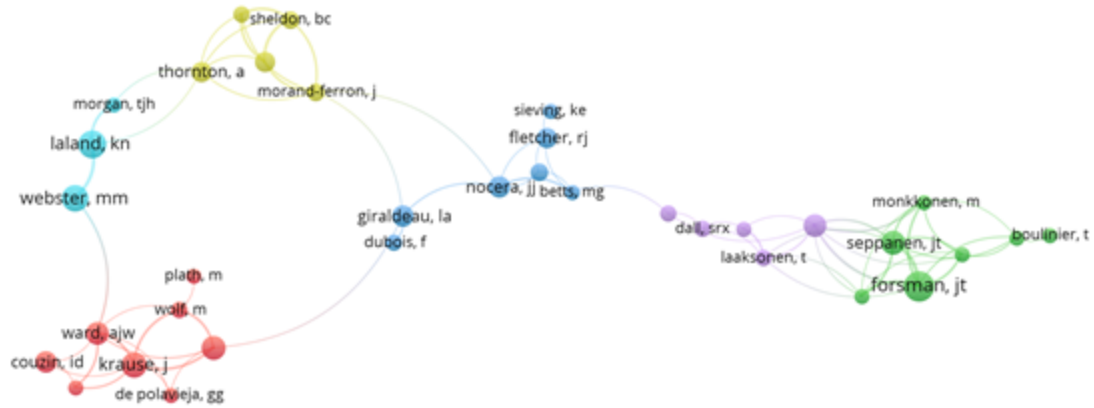 sheldon, bc
thornton, a
morand-ferron, j
morgan, tjh
laland, kn
webster, mm
sieving, ke
fletcher, rj
nocera, jj
betts, mg
giraldeau, la
dubois, f
dall, srx
laaksonen, t
monkkonen, m
seppanen, jt
boulinier, t
forsman, jt
plath, m
wolf, m
ward, ajw
couzin, id
krause, j
de polavieja, gg